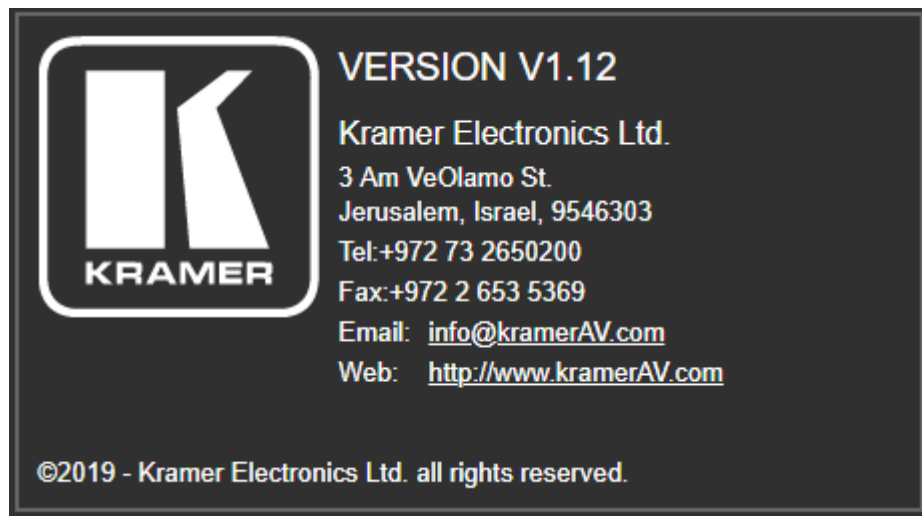 KRAMER
VERSION V1.12
Kramer Electronics Ltd.
3 Am VeOlamo St.
Jerusalem, Israel, 9546303
Tel:+972 73 2650200
Fax:+972 2 653 5369
Email: info@kramerAV.com
Web: http://www.kramerAV.com
©2019 - Kramer Electronics Ltd. all rights reserved.